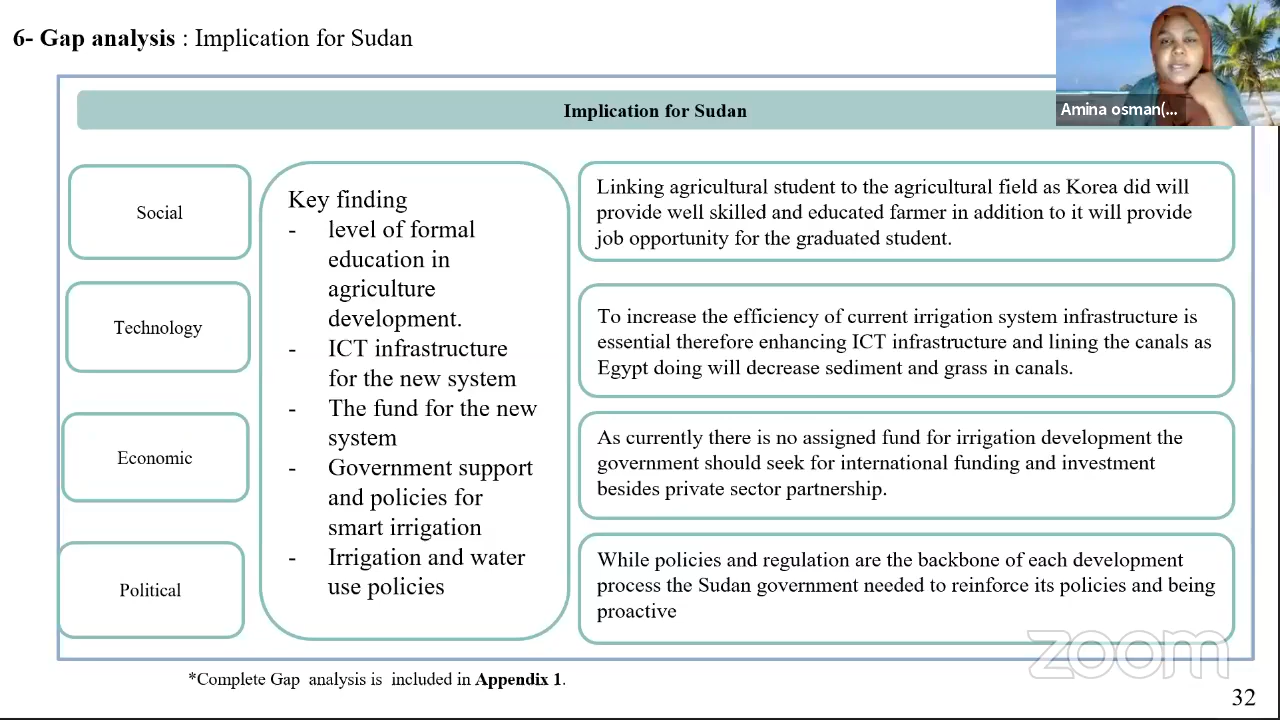 6- Gap analysis : Implication for Sudan
Amina osman(...
Implication for Sudan
Social
Technology
Economic
Political
Key finding
- level of formal
education in
agriculture
development.
- ICT infrastructure
for the new system
- The fund for the new
system
- Government support
and policies for
smart irrigation
- Irrigation and water
use policies
Linking agricultural student to the agricultural field as Korea did will
provide well skilled and educated farmer in addition to it will provide
job opportunity for the graduated student.
To increase the efficiency of current irrigation system infrastructure is
essential therefore enhancing ICT infrastructure and lining the canals as
Egypt doing will decrease sediment and grass in canals.
As currently there is no assigned fund for irrigation development the
government should seek for international funding and investment
besides private sector partnership.
While policies and regulation are the backbone of each development
process the Sudan government needed to reinforce its policies and being
proactive
zoom
*Complete Gap analysis is included in Appendix 1.
32